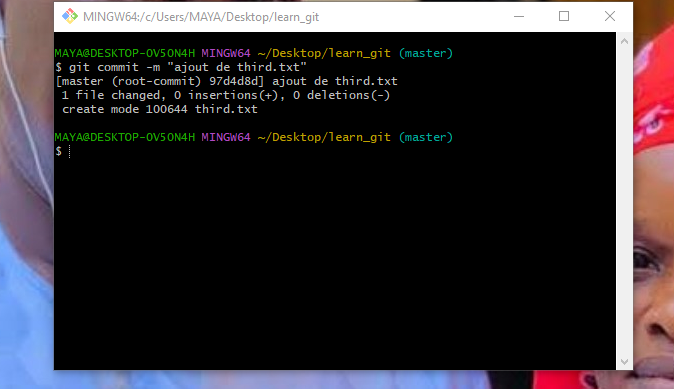 MINGW64:/c/Users/MAYA/Desktop/learn_git
MAYA@DESKTOP-OV5ON4H MINGW64 ~/Desktop/learn_git (master)
$ git commit -m "ajout de third.txt"
[master (root-commit) 97d4d8d] ajout de third.txt
 1 file changed, 0 insertions(+), 0 deletions(-)
 create mode 100644 third.txt
MAYA@DESKTOP-OV5ON4H MINGW64 ~/Desktop/learn_git (master)
$